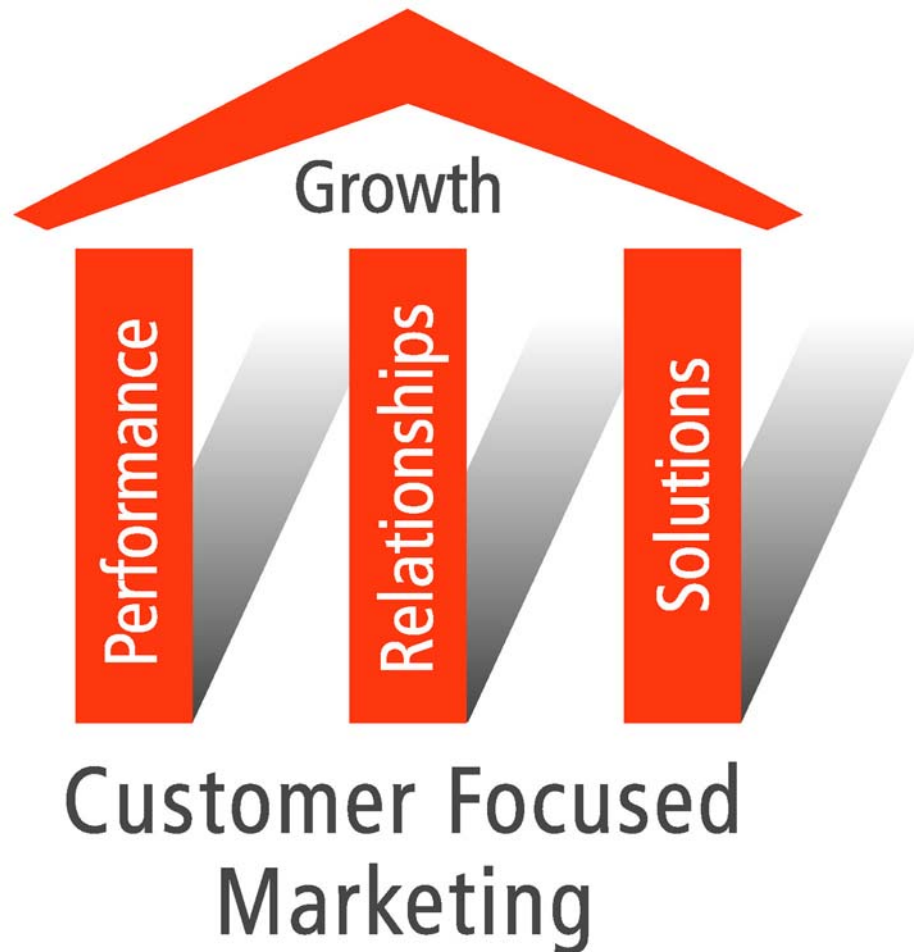 Growth
Performance
Relationships
Solutions
Customer Focused
Marketing